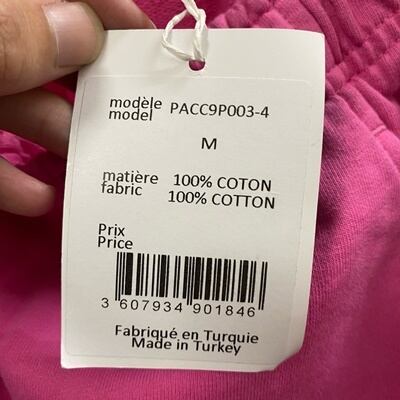 modèle
model PACC9P003-4
M
matière 100% COTON
fabric 100% COTTON
Prix
Price
3 607934 901846
Fabriqué en Turquie
Made in Turkey